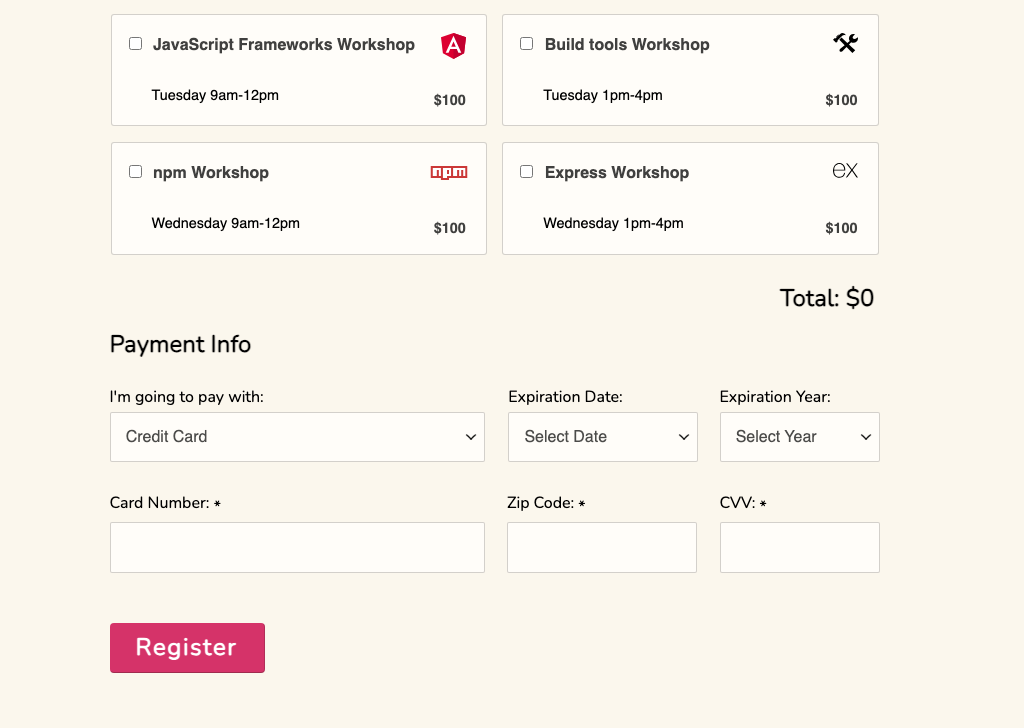 JavaScript Frameworks Workshop
A
Tuesday 9am-12pm
$100
Build tools Workshop
Tuesday 1pm-4pm
$100
npm Workshop
npm
Wednesday 9am-12pm
$100
Express Workshop
ex
Wednesday 1pm-4pm
$100
Total: $0
Payment Info
I'm going to pay with:
Credit Card
Expiration Date:
Select Date
Expiration Year:
Select Year
Card Number: *
Zip Code: *
CVV: *
Register